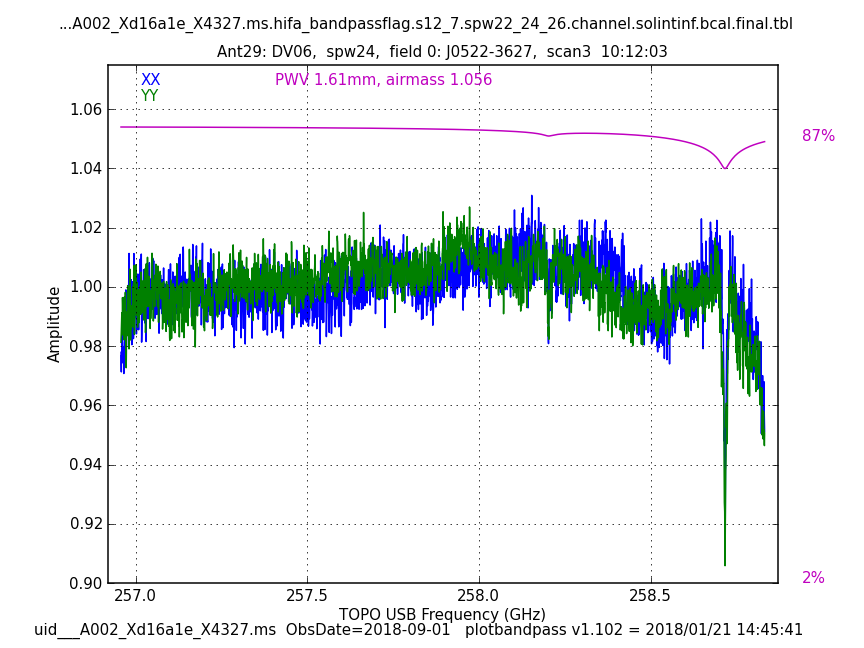 ...A002_Xd16a1e_X4327.ms.hifa_bandpassflag.s12_7.spw22_24_26.channel.solintinf.bcal.final.tbl
Ant29: DV06,  spw24,  field 0: J0522-3627,  scan3  10:12:03
XX
PWV 1.61mm, airmass 1.056
YY
1.06
87%
1.04
1.02
1.00
Amplitude
0.98
0.96
0.94
0.92
0.90
2%
257.0
257.5
258.0
258.5
TOPO USB Frequency (GHz)
uid___A002_Xd16a1e_X4327.ms  ObsDate=2018-09-01   plotbandpass v1.102 = 2018/01/21 14:45:41